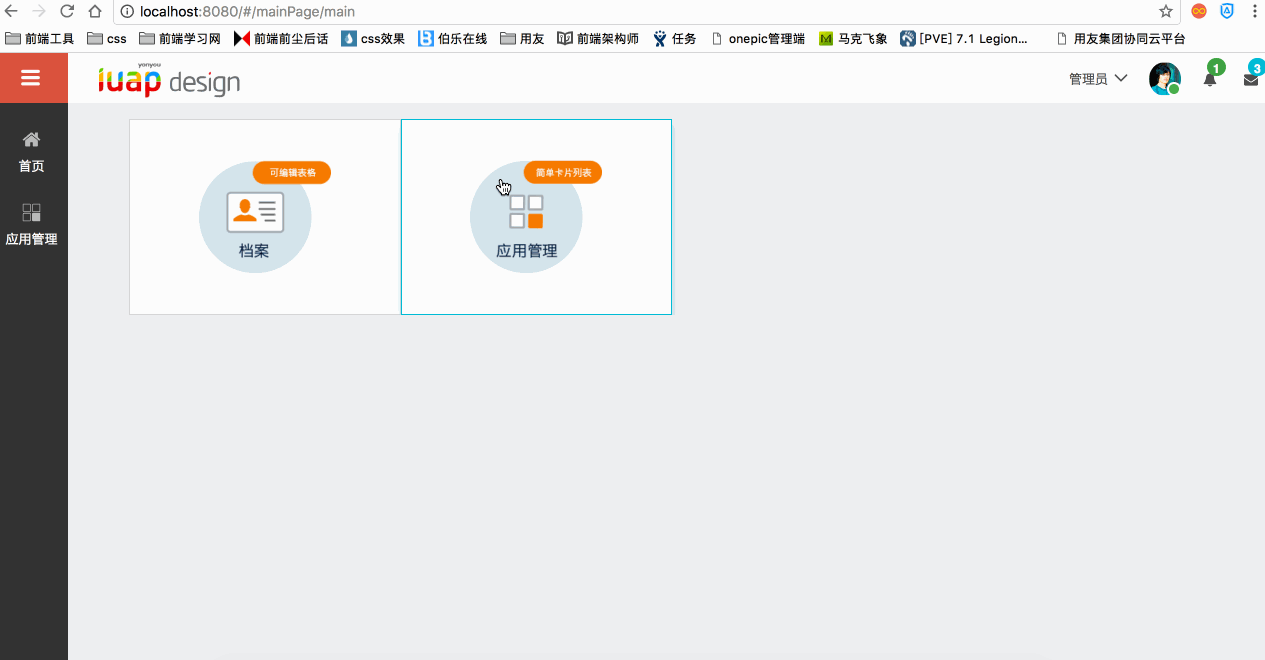 localhost:8080/#/mainPage/main
前端工具 css 前端学习网 前端前尘后话 css效果 伯乐在线 用友 前端架构师 任务 onepic管理端 马克飞象 [PVE] 7.1 Legion... 用友集团协同云平台
yonyou
iuap design
管理员
1
3
首页
应用管理
可编辑表格
档案
简单卡片列表
应用管理